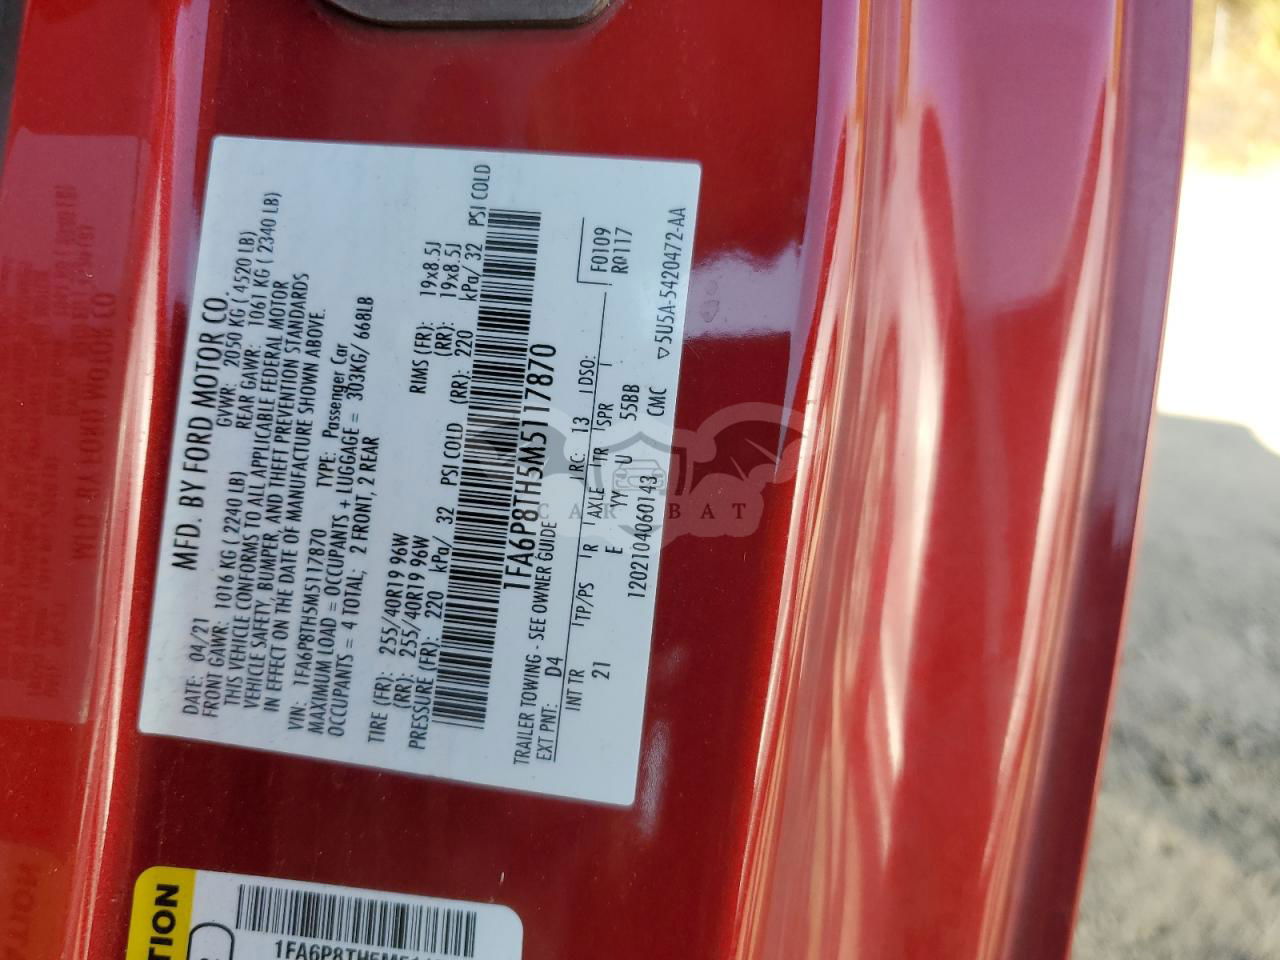 MFD. BY FORD MOTOR CO.
DATE: 04/21 GVWR: 2050 KG ( 4520 LB)
FRONT GAWR: 1016 KG ( 2240 LB) REAR GAWR: 1061 KG ( 2340 LB)
THIS VEHICLE CONFORMS TO ALL APPLICABLE FEDERAL MOTOR
VEHICLE SAFETY, BUMPER, AND THEFT PREVENTION STANDARDS
IN EFFECT ON THE DATE OF MANUFACTURE SHOWN ABOVE.
VIN: 1FA6P8TH5M5117870 TYPE: Passenger Car
MAXIMUM LOAD = OCCUPANTS + LUGGAGE = 303KG/ 668LB
OCCUPANTS = 4 TOTAL; 2 FRONT, 2 REAR
TIRE (FR): 255/40R19 96W RIMS (FR): 19x8.5J
(RR): 255/40R19 96W (RR): 19x8.5J
PRESSURE (FR): 220 kPa/ 32 PSI COLD (RR): 220 kPa/ 32 PSI COLD
1FA6P8TH5M5117870
TRAILER TOWING - SEE OWNER GUIDE
EXT PNT: D4 RC: 13 DSO: F0109
INT TR TP/PS R AXLE TR SPR R0117
21 E YY U 55BB
1202104060143 CMC ▽5U5A-5420472-AA
CAR BAT
1FA6P8TH5M51